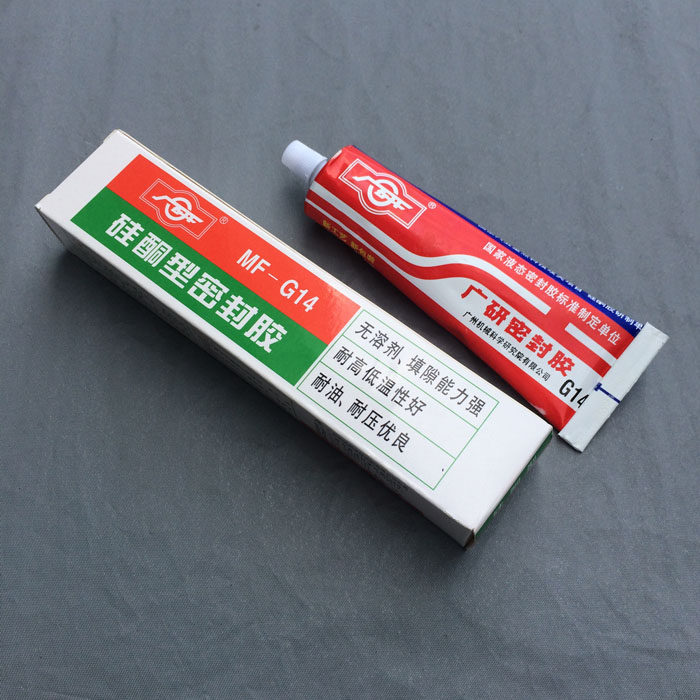 ®
MF-G14
硅酮型密封胶
无溶剂、填隙能力强
耐高低温性好
耐油、耐压优良
®
国家液态密封胶标准制定单位
广研密封胶
广州机械科学研究院有限公司
G14